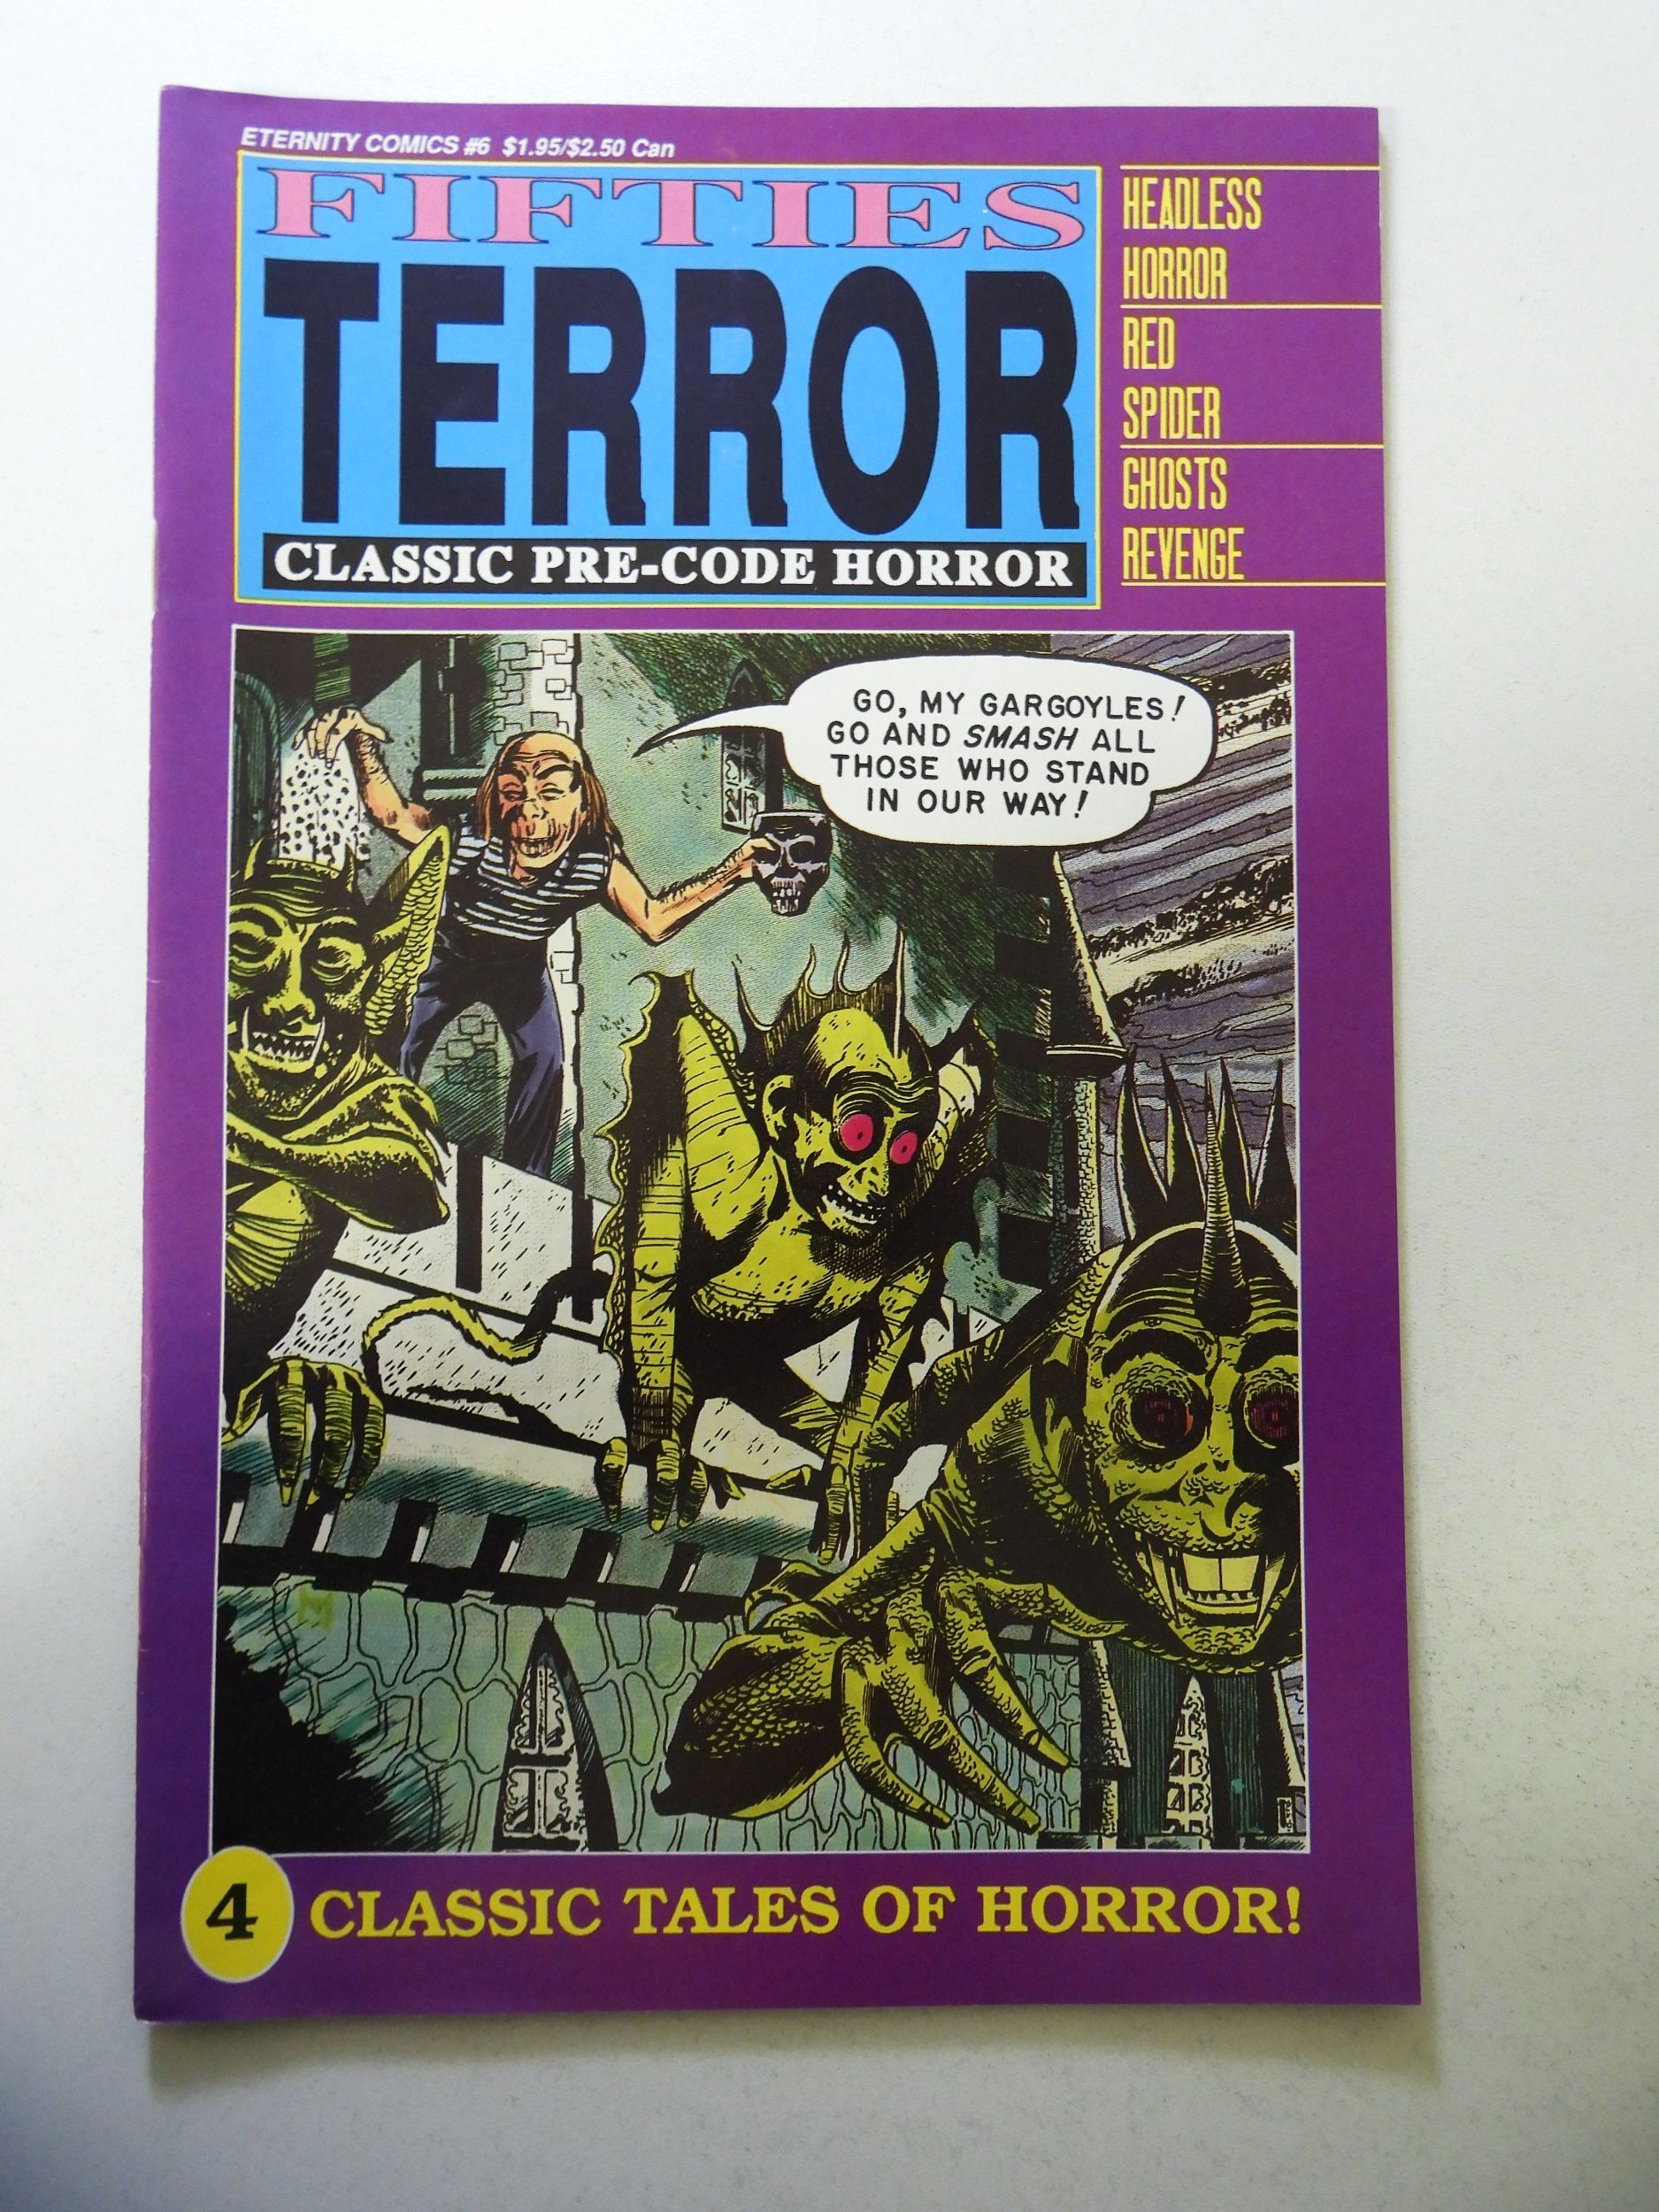 ETERNITY COMICS #6 $1.95/$2.50 Can
FIFTIES
TERROR
CLASSIC PRE-CODE HORROR
HEADLESS
HORROR
RED
SPIDER
GHOSTS
REVENGE
GO, MY GARGOYLES!
GO AND SMASH ALL
THOSE WHO STAND
IN OUR WAY!
4 CLASSIC TALES OF HORROR!